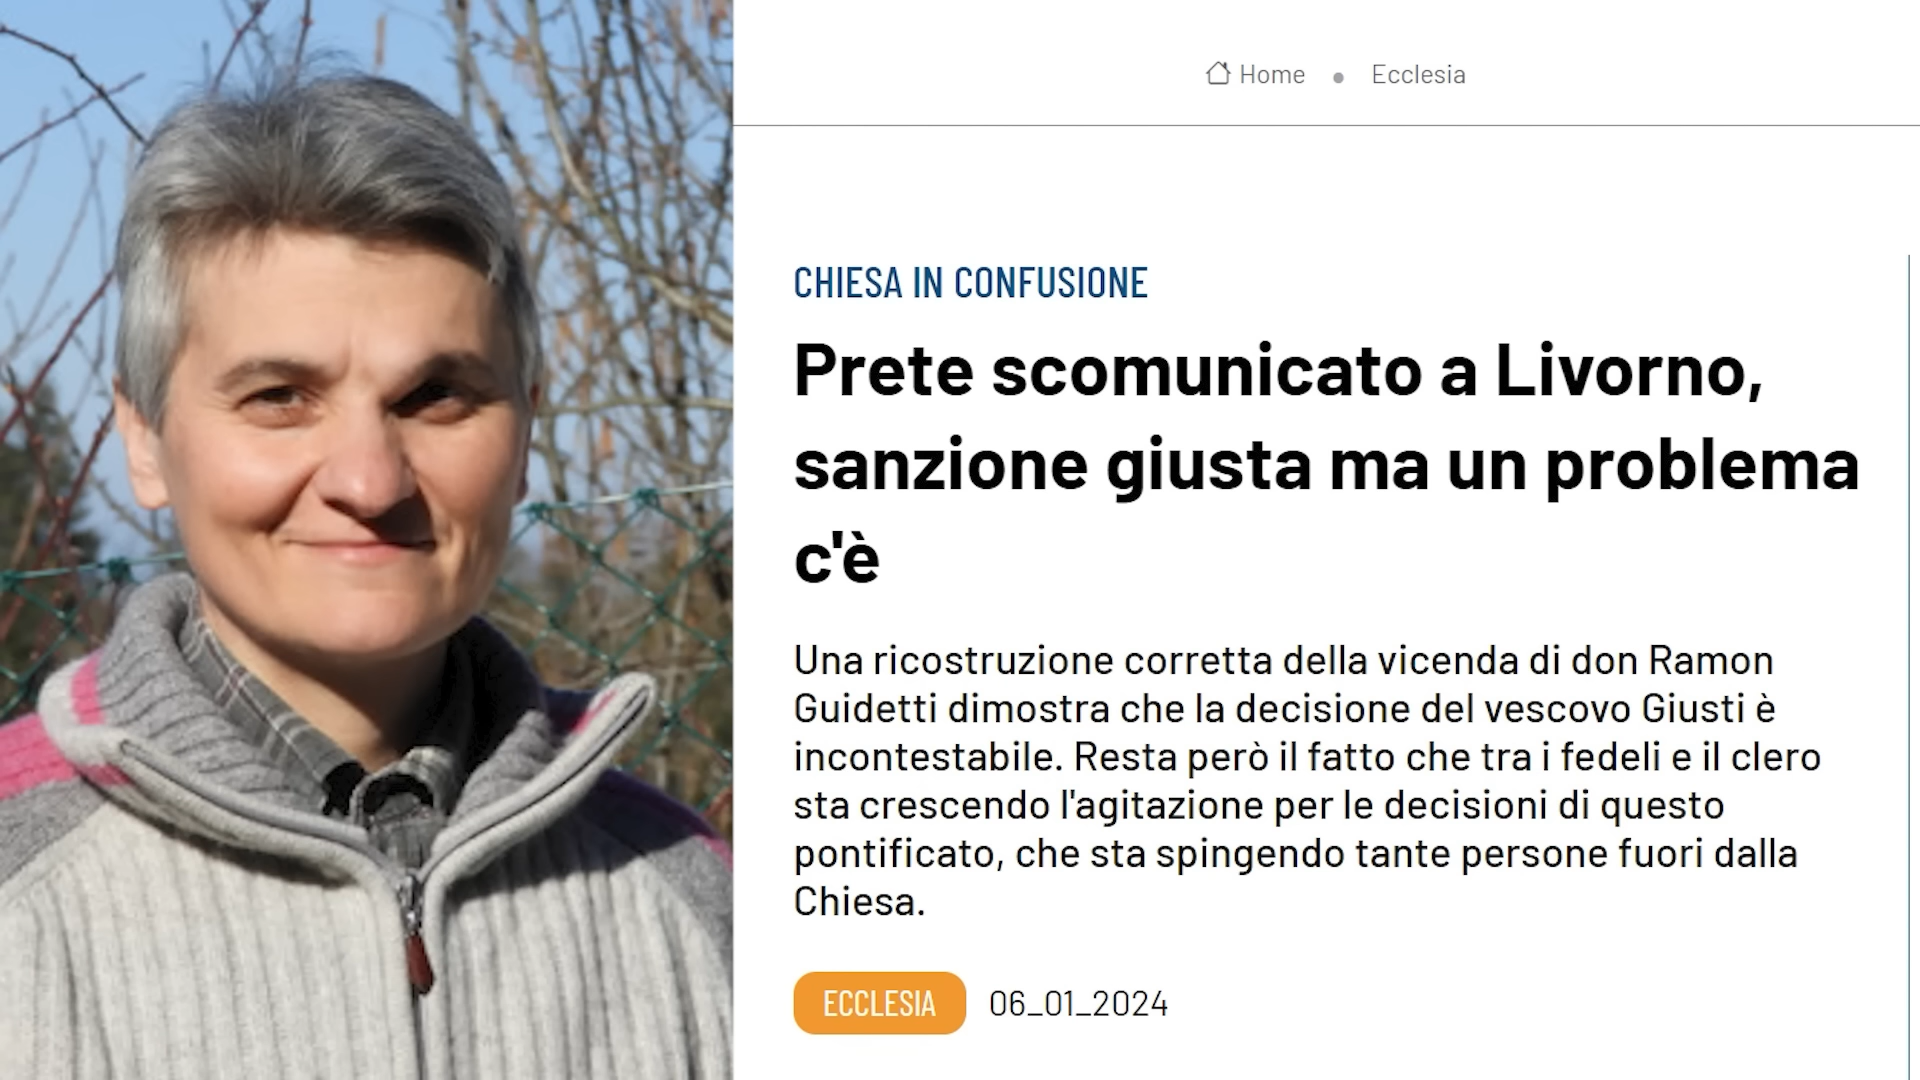 Home • Ecclesia
CHIESA IN CONFUSIONE
Prete scomunicato a Livorno,
sanzione giusta ma un problema
c'è
Una ricostruzione corretta della vicenda di don Ramon
Guidetti dimostra che la decisione del vescovo Giusti è
incontestabile. Resta però il fatto che tra i fedeli e il clero
sta crescendo l'agitazione per le decisioni di questo
pontificato, che sta spingendo tante persone fuori dalla
Chiesa.
ECCLESIA 06_01_2024